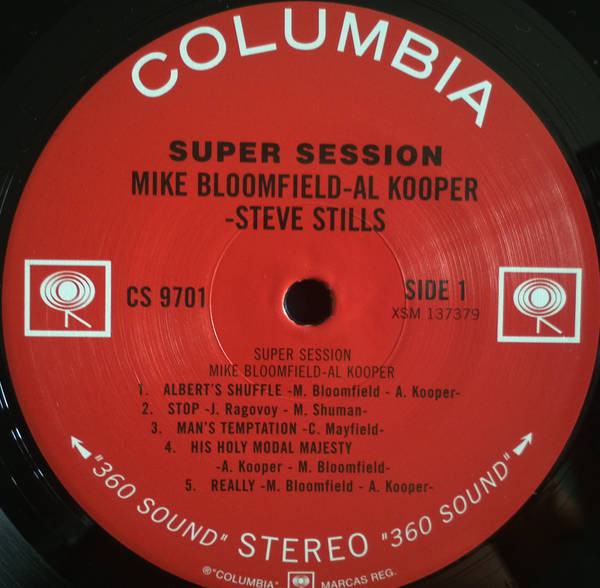 COLUMBIA
SUPER SESSION
MIKE BLOOMFIELD-AL KOOPER
-STEVE STILLS
CS 9701
SIDE 1
XSM 137379
SUPER SESSION
MIKE BLOOMFIELD-AL KOOPER
1. ALBERT'S SHUFFLE -M. Bloomfield - A. Kooper-
2. STOP -J. Ragovoy - M. Shuman-
3. MAN'S TEMPTATION -C. Mayfield-
4. HIS HOLY MODAL MAJESTY
-A. Kooper - M. Bloomfield-
5. REALLY -M. Bloomfield - A. Kooper-
"360 SOUND" STEREO "360 SOUND"
®"COLUMBIA" MARCAS REG.